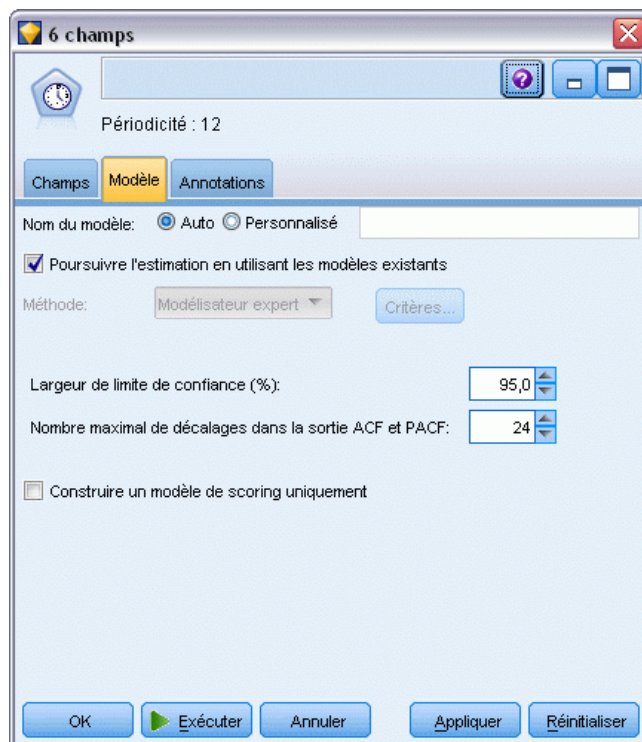 6 champs
Périodicité : 12
Champs Modèle Annotations
Nom du modèle: Auto Personnalisé
Poursuivre l'estimation en utilisant les modèles existants
Méthode: Modélisateur expert Critères...
Largeur de limite de confiance (%): 95,0
Nombre maximal de décalages dans la sortie ACF et PACF: 24
Construire un modèle de scoring uniquement
OK Exécuter Annuler Appliquer Réinitialiser